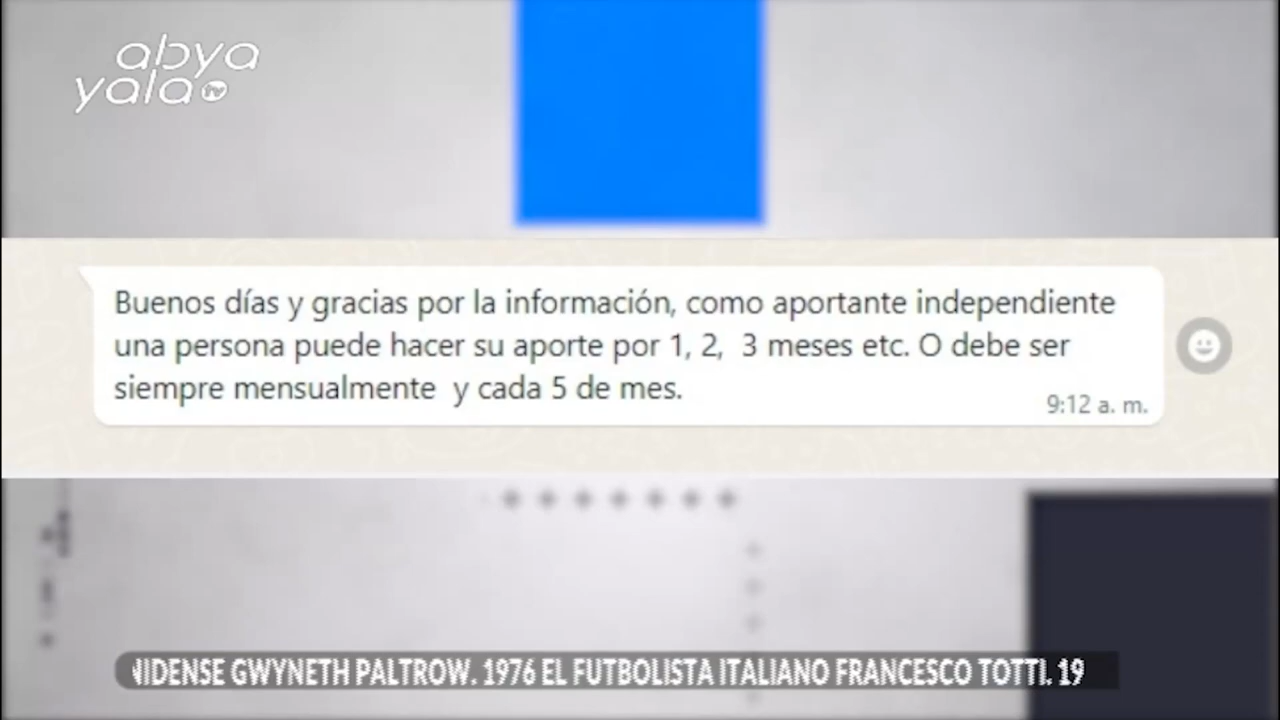 abya
yala tv
Buenos días y gracias por la información, como aportante independiente
una persona puede hacer su aporte por 1, 2,  3 meses etc. O debe ser
siempre mensualmente  y cada 5 de mes.
9:12 a. m.
NIDENSE GWYNETH PALTROW. 1976 EL FUTBOLISTA ITALIANO FRANCESCO TOTTI. 19